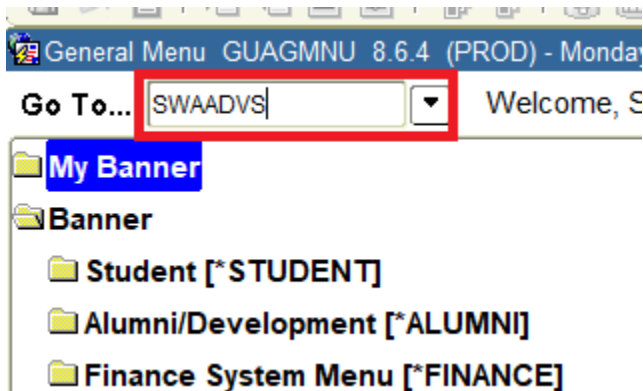 General Menu GUAGMNU 8.6.4 (PROD) - Monday
Go To... SWAADVS Welcome, S
My Banner
Banner
Student [*STUDENT]
Alumni/Development [*ALUMNI]
Finance System Menu [*FINANCE]